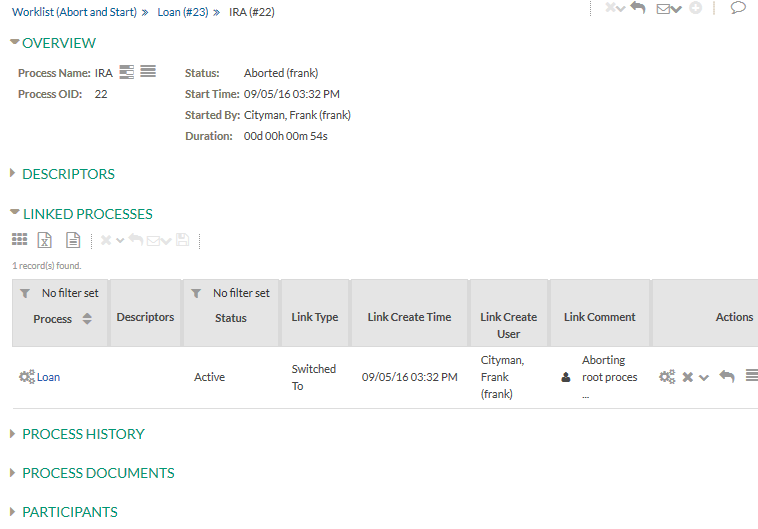 Worklist (Abort and Start) » Loan (#23) » IRA (#22)
OVERVIEW
Process Name: IRA Status: Aborted (frank)
Process OID: 22 Start Time: 09/05/16 03:32 PM
Started By: Cityman, Frank (frank)
Duration: 00d 00h 00m 54s
DESCRIPTORS
LINKED PROCESSES
1 record(s) found.
No filter set No filter set
Process Descriptors Status Link Type Link Create Time Link Create User Link Comment Actions
Loan Active Switched To 09/05/16 03:32 PM Cityman, Frank (frank) Aborting root proces ...
PROCESS HISTORY
PROCESS DOCUMENTS
PARTICIPANTS